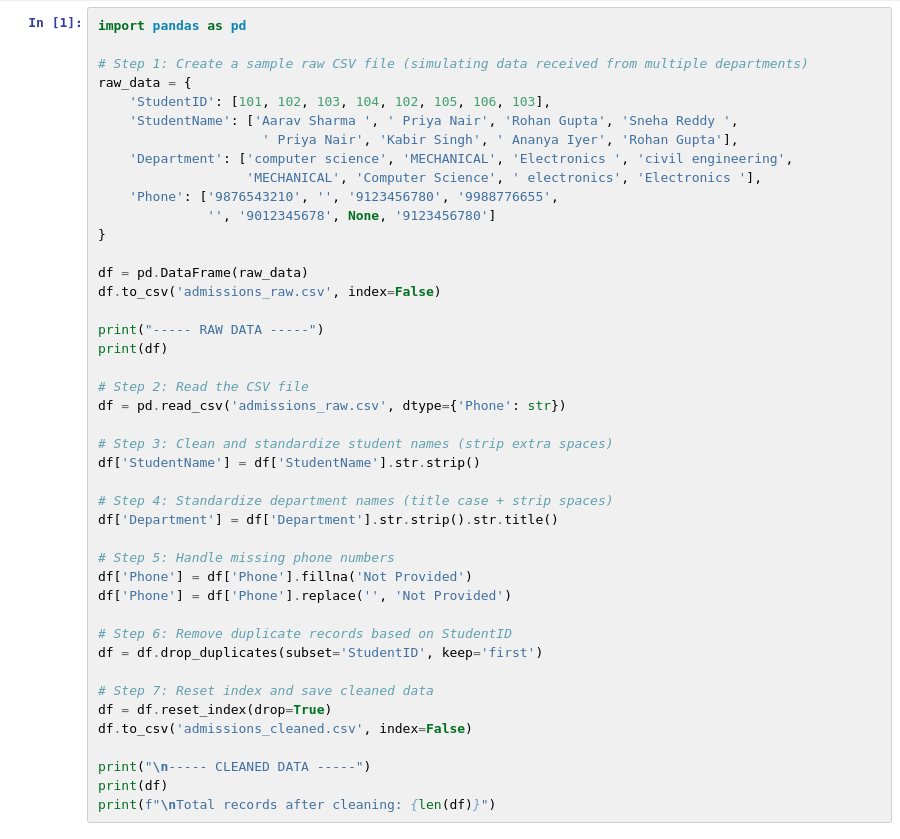 In [1]:
import pandas as pd

# Step 1: Create a sample raw CSV file (simulating data received from multiple departments)
raw_data = {
    'StudentID': [101, 102, 103, 104, 102, 105, 106, 103],
    'StudentName': ['Aarav Sharma ', ' Priya Nair', 'Rohan Gupta', 'Sneha Reddy ',
                     ' Priya Nair', 'Kabir Singh', ' Ananya Iyer', 'Rohan Gupta'],
    'Department': ['computer science', 'MECHANICAL', 'Electronics ', 'civil engineering',
                   'MECHANICAL', 'Computer Science', ' electronics', 'Electronics '],
    'Phone': ['9876543210', '', '9123456780', '9988776655',
              '', '9012345678', None, '9123456780']
}

df = pd.DataFrame(raw_data)
df.to_csv('admissions_raw.csv', index=False)

print("----- RAW DATA -----")
print(df)

# Step 2: Read the CSV file
df = pd.read_csv('admissions_raw.csv', dtype={'Phone': str})

# Step 3: Clean and standardize student names (strip extra spaces)
df['StudentName'] = df['StudentName'].str.strip()

# Step 4: Standardize department names (title case + strip spaces)
df['Department'] = df['Department'].str.strip().str.title()

# Step 5: Handle missing phone numbers
df['Phone'] = df['Phone'].fillna('Not Provided')
df['Phone'] = df['Phone'].replace('', 'Not Provided')

# Step 6: Remove duplicate records based on StudentID
df = df.drop_duplicates(subset='StudentID', keep='first')

# Step 7: Reset index and save cleaned data
df = df.reset_index(drop=True)
df.to_csv('admissions_cleaned.csv', index=False)

print("\n----- CLEANED DATA -----")
print(df)
print(f"\nTotal records after cleaning: {len(df)}")